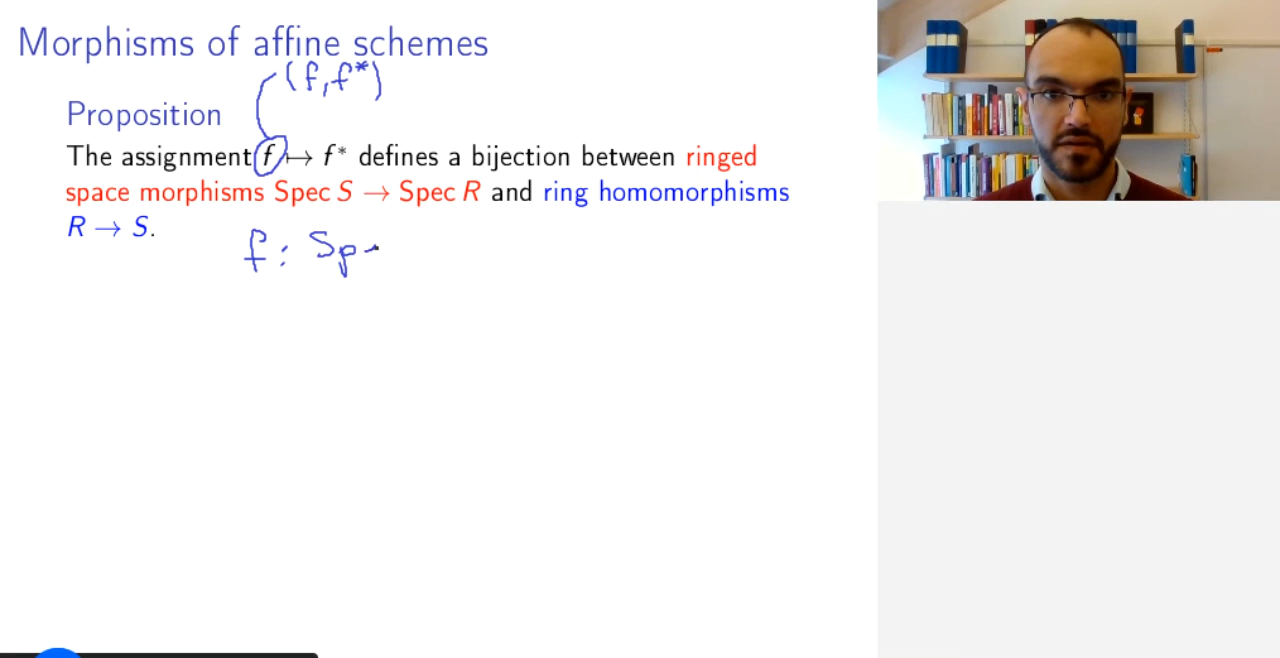 Morphisms of affine schemes
(f, f*)
Proposition
The assignment f ↦ f* defines a bijection between ringed
space morphisms Spec S → Spec R and ring homomorphisms
R → S.
f : Sp